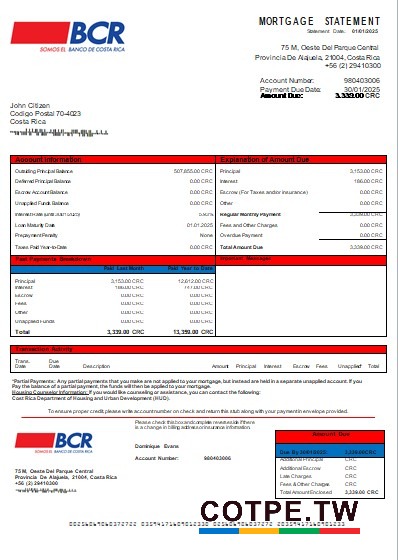 BCR
SOMOS EL BANCO DE COSTA RICA
MORTGAGE STATEMENT
Statement Date: 01/01/2025
75 M, Oeste Del Parque Central
Provincia De Alajuela, 21004, Costa Rica
+56 (2) 29410300
Account Number: 980403006
Payment Due Date: 30/01/2025
Amount Due: 3,339.00 CRC
John Citizen
Codigo Postal 70-4023
Costa Rica
Account Information
Outstanding Principal Balance 507,655.00 CRC
Deferred Principal Balance 0.00 CRC
Escrow Account Balance 0.00 CRC
Unapplied Funds Balance 0.00 CRC
Loan Maturity Date 01.01.2025
Prepayment Penalty None
Taxes Paid Year-to-Date 0.00 CRC
Explanation of Amount Due
Principal 3,153.00 CRC
Interest 186.00 CRC
Escrow (For Taxes and/or insurance) 0.00 CRC
Other 0.00 CRC
Regular Monthly Payment 3,339.00 CRC
Fees and Other Charges 0.00 CRC
Overdue Payment 0.00 CRC
Total Amount Due 3,339.00 CRC
Past Payments Breakdown
Paid Last Month Paid Year to Date
Principal 3,153.00 CRC 12,612.00 CRC
Interest 186.00 CRC 747.00 CRC
Escrow 0.00 CRC 0.00 CRC
Fees 0.00 CRC 0.00 CRC
Other 0.00 CRC 0.00 CRC
Unapplied Funds 0.00 CRC 0.00 CRC
Total 3,339.00 CRC 13,359.00 CRC
Important Messages
Transaction Activity
Trans. Date Due Date Description Amount Principal Interest Escrow Fees Unapplied* Total
*Partial Payments: Any partial payments that you make are not applied to your mortgage, but instead are held in a separate unapplied account. If you
Pay the balance of a partial payment, the funds will then be applied to your mortgage.
Housing Counselor Information: If you would like counseling or assistance, you can contact the following:
Costa Rica Department of Housing and Urban Development (HUD).
To ensure proper credit, please write account number on check and return this stub along with your payment in envelope provided.
BCR
SOMOS EL BANCO DE COSTA RICA
Please check this box and complete reverse side if there
is a change in billing address or insurance information.
Dominique Evans
Account Number: 980403006
75 M, Oeste Del Parque Central
Provincia De Alajuela, 21004, Costa Rica
+56 (2) 29410300
Amount Due
3,339.00 CRC
Additional Principal CRC
Additional Escrow CRC
Late Charges CRC
Fees & Other Charges CRC
Total Amount Enclosed 3,339.00 CRC
COTPE.TW